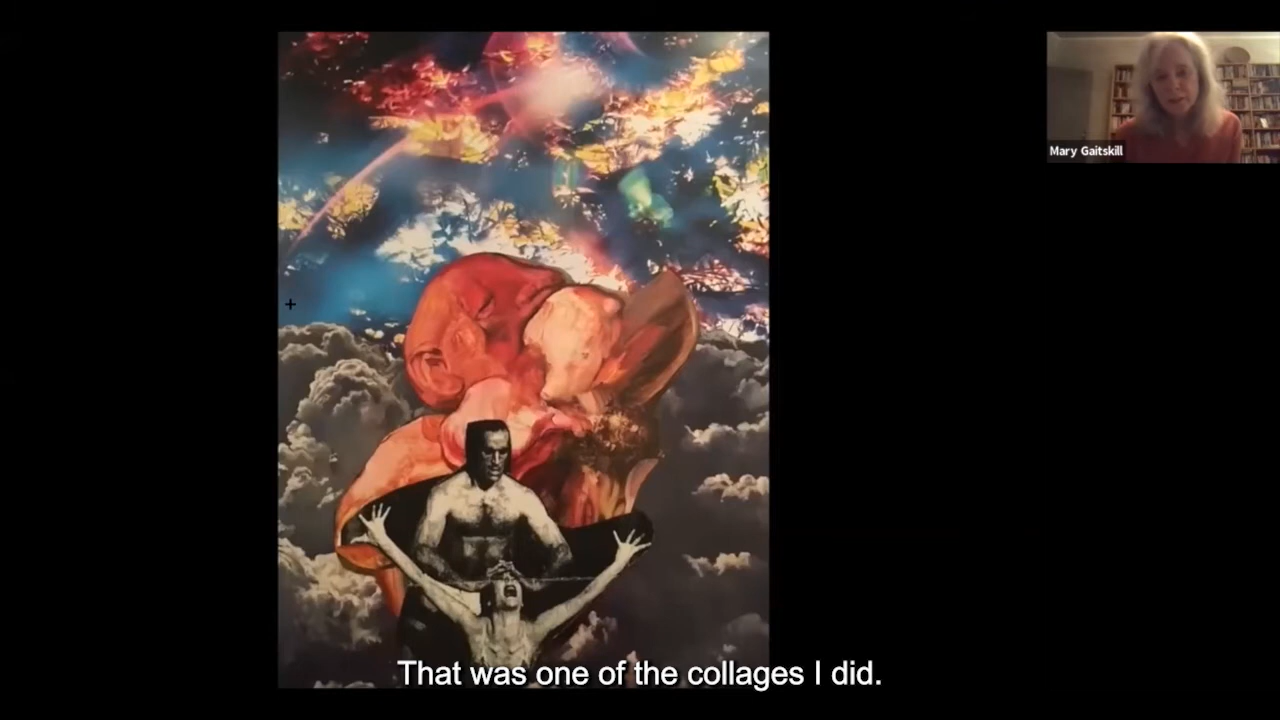 Mary Gaitskill
That was one of the collages I did.